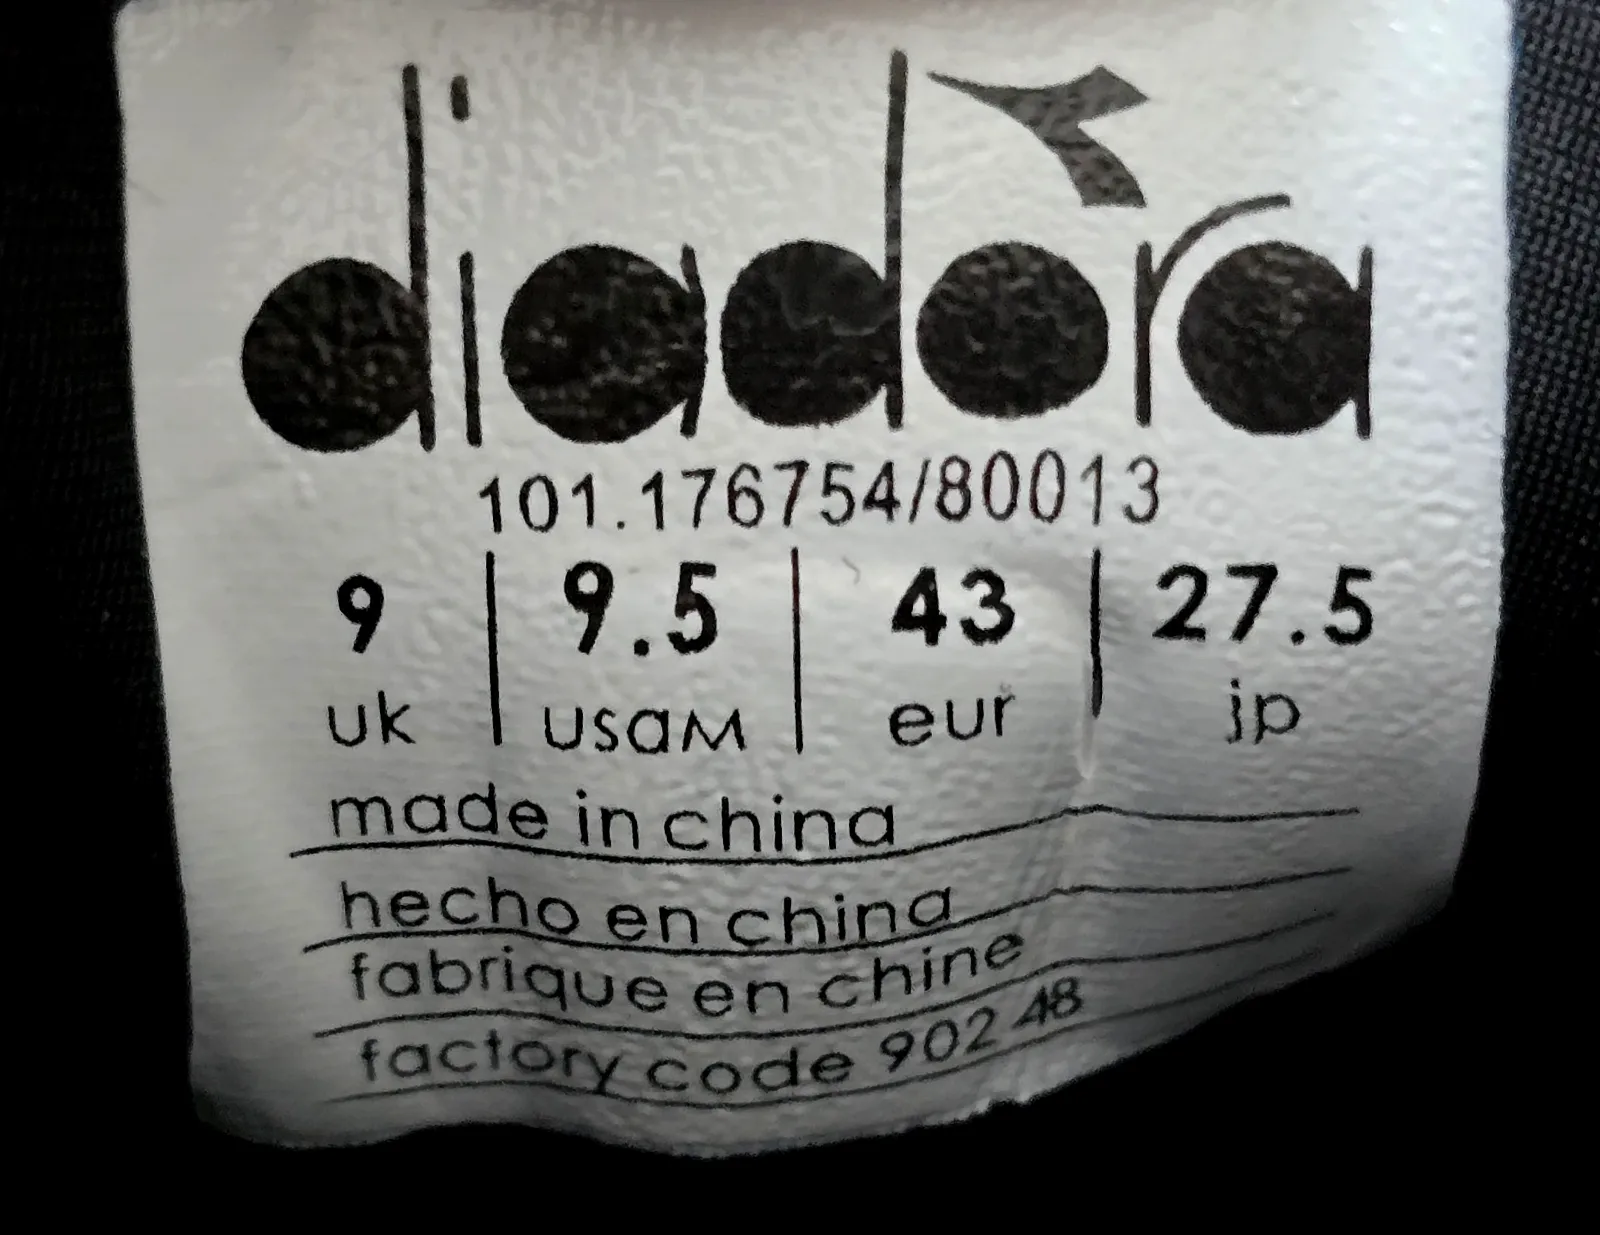 diadora
101.176754/80013
9 | 9.5 | 43 | 27.5
uk | usaM | eur | jp
made in china
hecho en china
fabrique en chine
factory code 902 48